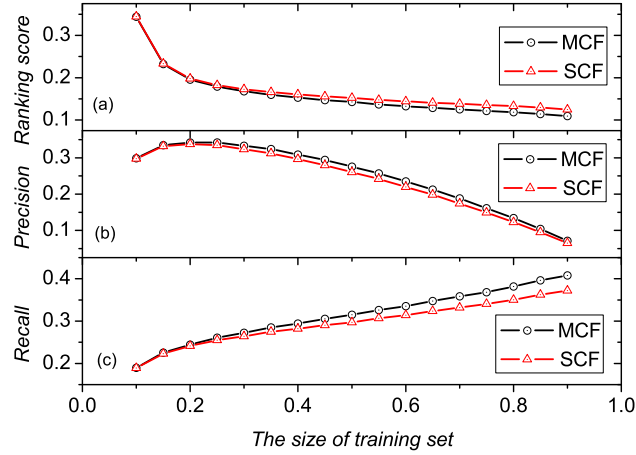 Ranking score
0.3
0.2
0.1
(a)
MCF
SCF
Precision
0.3
0.2
0.1
(b)
MCF
SCF
Recall
0.4
0.3
0.2
(c)
MCF
SCF
0.0 0.2 0.4 0.6 0.8 1.0
The size of training set